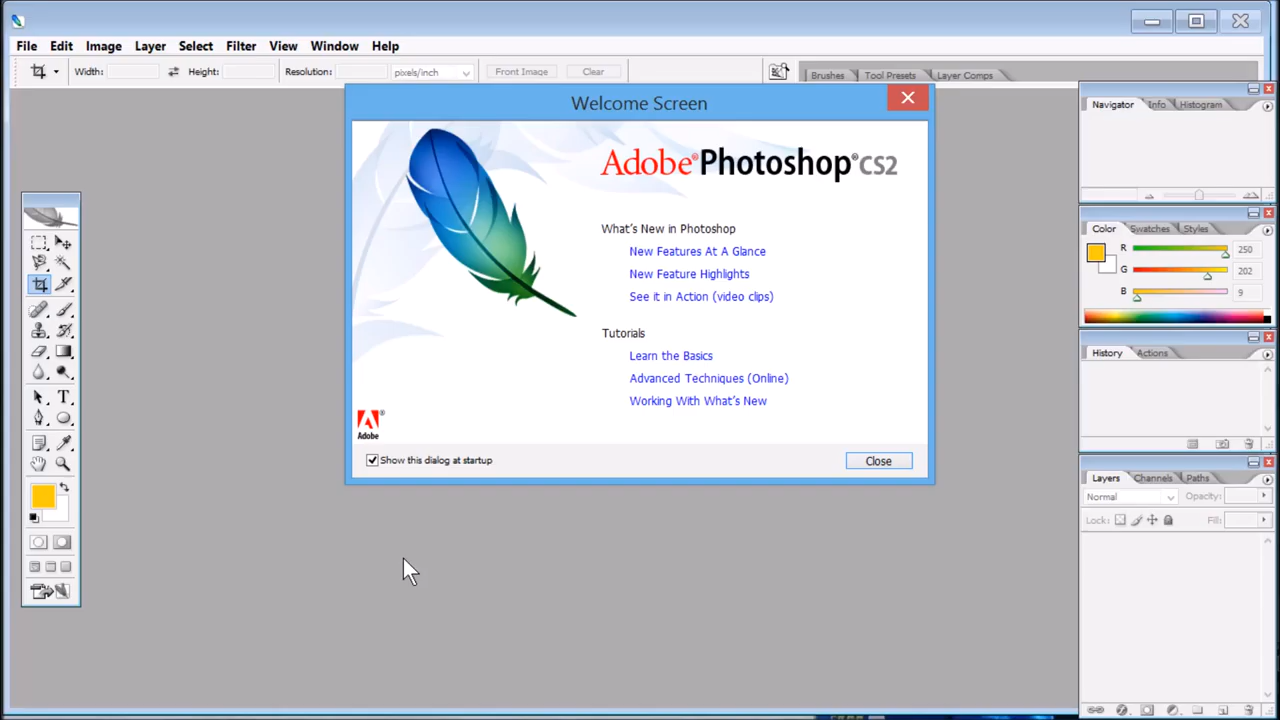 File Edit Image Layer Select Filter View Window Help
Width: Height: Resolution: pixels/inch Front Image Clear Brushes Tool Presets Layer Comps
Welcome Screen
Adobe® Photoshop® CS2
What's New in Photoshop
New Features At A Glance
New Feature Highlights
See it in Action (video clips)
Tutorials
Learn the Basics
Advanced Techniques (Online)
Working With What's New
Adobe®
Show this dialog at startup
Close
Navigator Info Histogram
Color Swatches Styles
R 250
G 202
B 9
History Actions
Layers Channels Paths
Normal Opacity:
Lock: Fill:
T